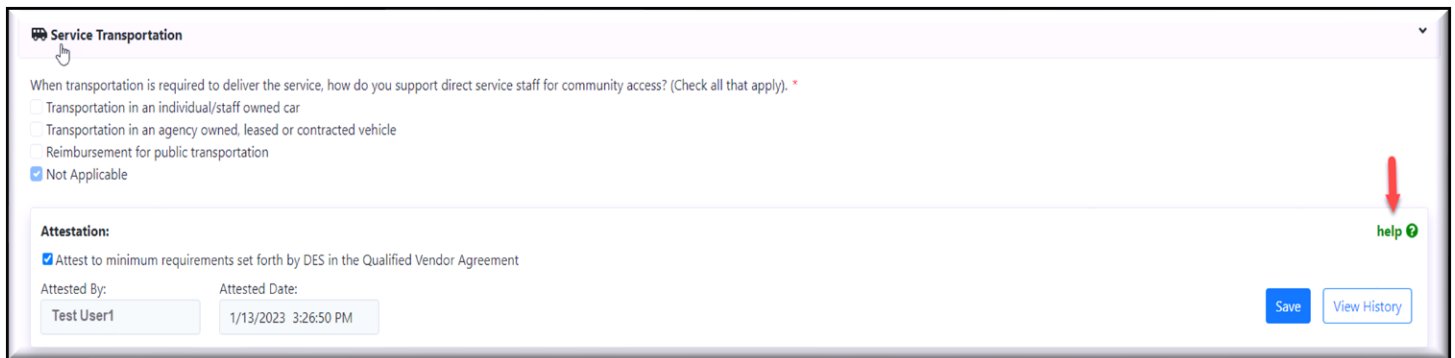 Service Transportation
When transportation is required to deliver the service, how do you support direct service staff for community access? (Check all that apply). *
Transportation in an individual/staff owned car
Transportation in an agency owned, leased or contracted vehicle
Reimbursement for public transportation
Not Applicable
Attestation:
help ?
Attest to minimum requirements set forth by DES in the Qualified Vendor Agreement
Attested By: Attested Date:
Test User1 1/13/2023 3:26:50 PM
Save View History